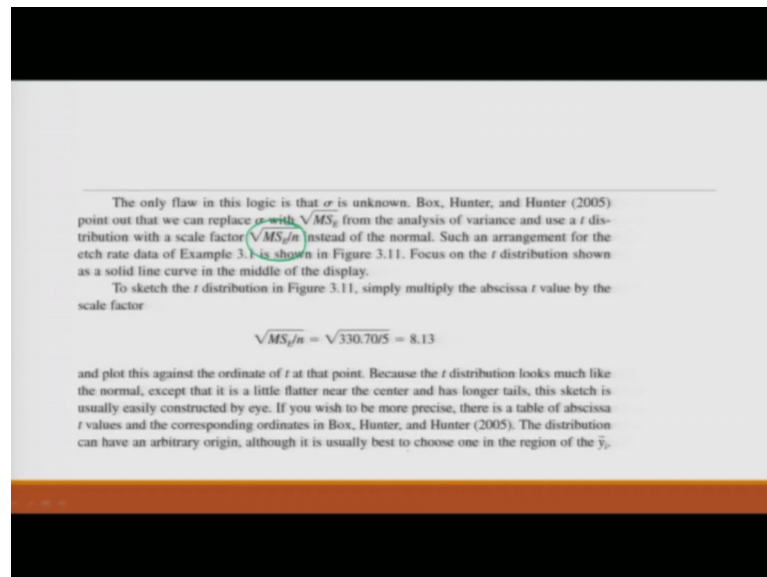 The only flaw in this logic is that σ is unknown. Box, Hunter, and Hunter (2005)
point out that we can replace σ with √MS_E from the analysis of variance and use a t dis-
tribution with a scale factor √MS_E/n instead of the normal. Such an arrangement for the
etch rate data of Example 3.1 is shown in Figure 3.11. Focus on the t distribution shown
as a solid line curve in the middle of the display.
To sketch the t distribution in Figure 3.11, simply multiply the abscissa t value by the
scale factor
√MS_E/n = √330.70/5 = 8.13
and plot this against the ordinate of t at that point. Because the t distribution looks much like
the normal, except that it is a little flatter near the center and has longer tails, this sketch is
usually easily constructed by eye. If you wish to be more precise, there is a table of abscissa
t values and the corresponding ordinates in Box, Hunter, and Hunter (2005). The distribution
can have an arbitrary origin, although it is usually best to choose one in the region of the ȳ_i.